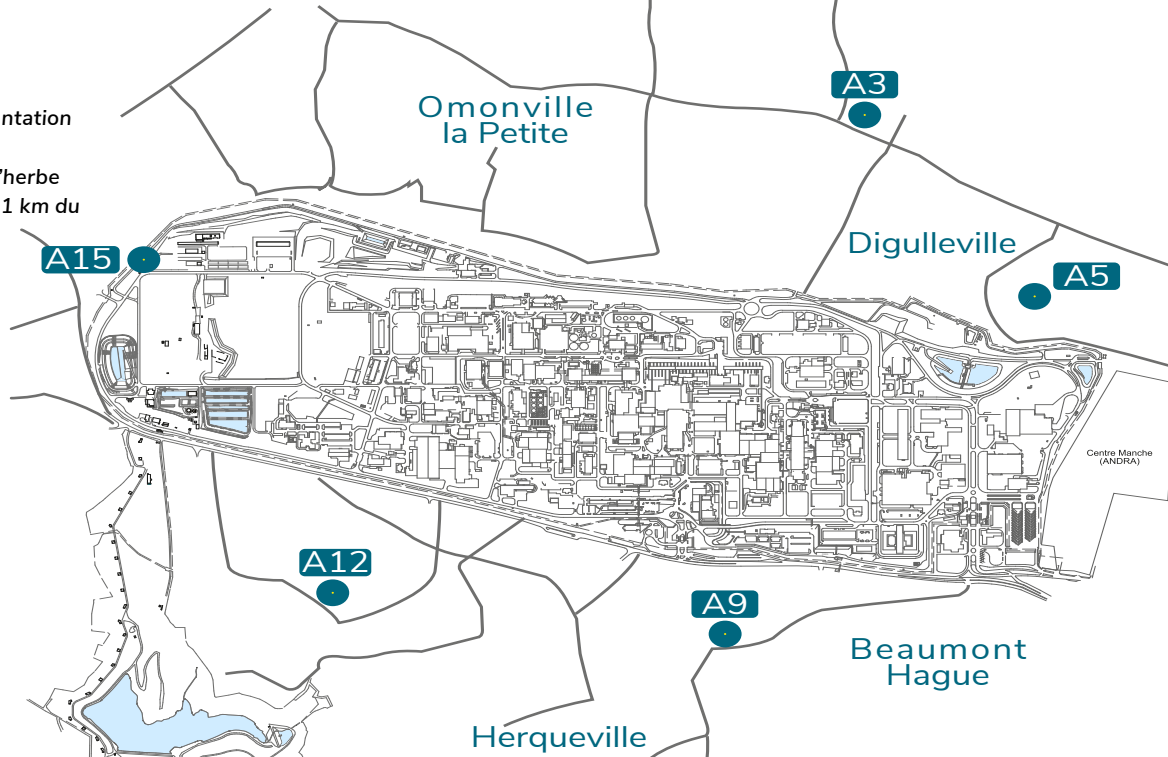 A3
ntation
Omonville
la Petite
'herbe
1 km du
Digulleville
A15
A5
Centre Manche
(ANDRA)
A12
A9
Beaumont
Hague
Herqueville